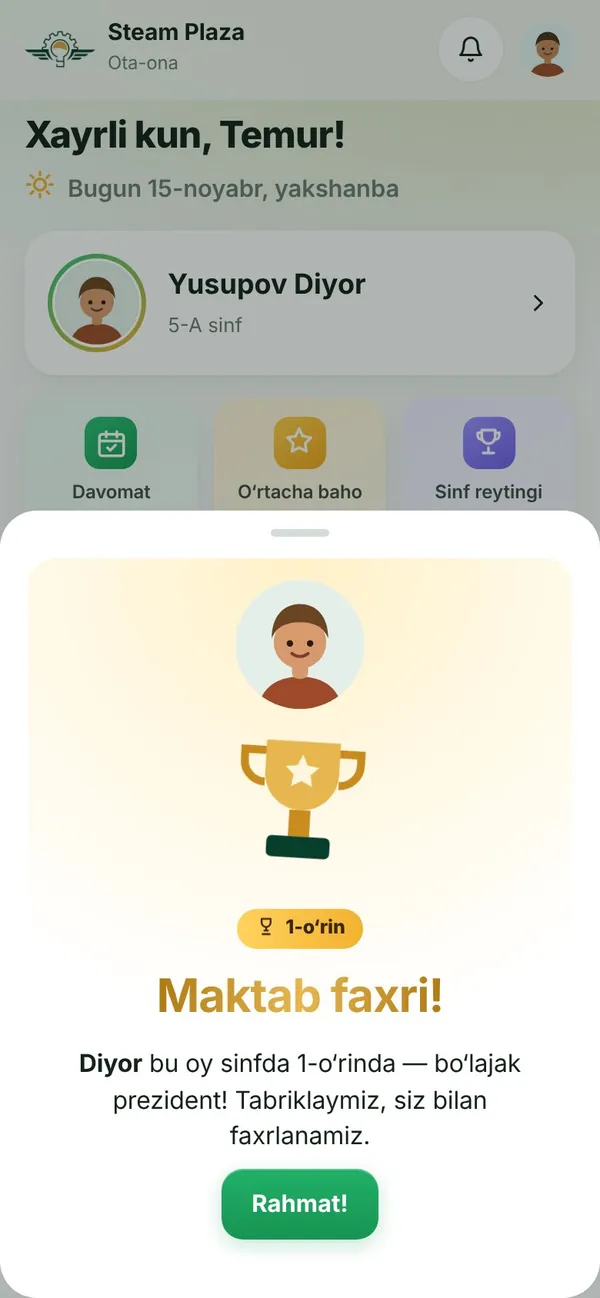 Steam Plaza
Ota-ona
Xayrli kun, Temur!
Bugun 15-noyabr, yakshanba
Yusupov Diyor
5-A sinf
Davomat
O‘rtacha baho
Sinf reytingi
1-o‘rin
Maktab faxri!
Diyor bu oy sinfda 1-o‘rinda — bo‘lajak
prezident! Tabriklaymiz, siz bilan
faxrlanamiz.
Rahmat!